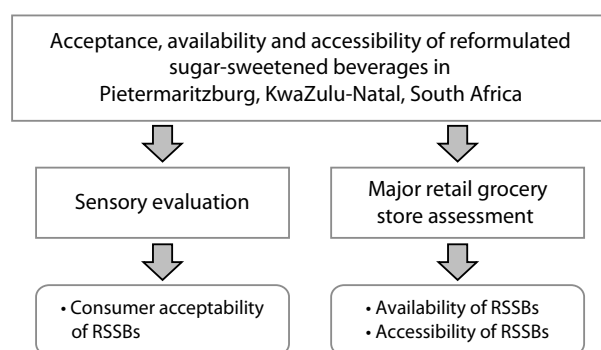 Acceptance, availability and accessibility of reformulated
sugar-sweetened beverages in
Pietermaritzburg, KwaZulu-Natal, South Africa
Sensory evaluation
Major retail grocery
store assessment
• Consumer acceptability
of RSSBs
• Availability of RSSBs
• Accessibility of RSSBs